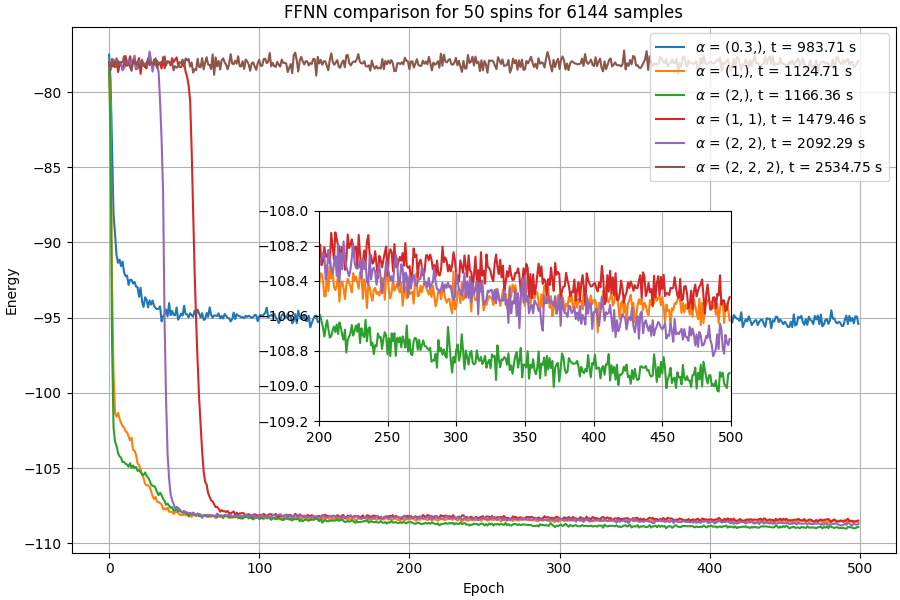 FFNN comparison for 50 spins for 6144 samples
α = (0.3,), t = 983.71 s
α = (1,), t = 1124.71 s
α = (2,), t = 1166.36 s
α = (1, 1), t = 1479.46 s
α = (2, 2), t = 2092.29 s
α = (2, 2, 2), t = 2534.75 s
−80
−85
−90
−95
−100
−105
−110
Energy
−108.0
−108.2
−108.4
−108.6
−108.8
−109.0
−109.2
200 250 300 350 400 450 500
0 100 200 300 400 500
Epoch